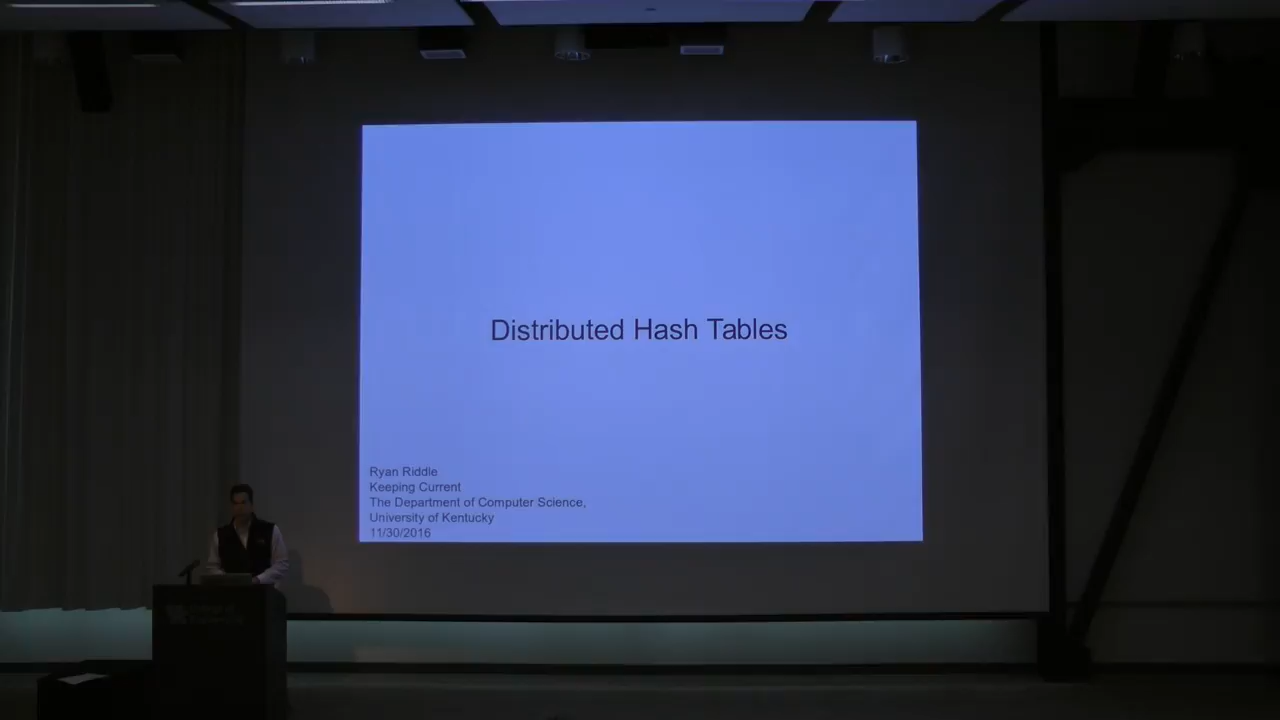 Distributed Hash Tables
Ryan Riddle
Keeping Current
The Department of Computer Science,
University of Kentucky
11/30/2016